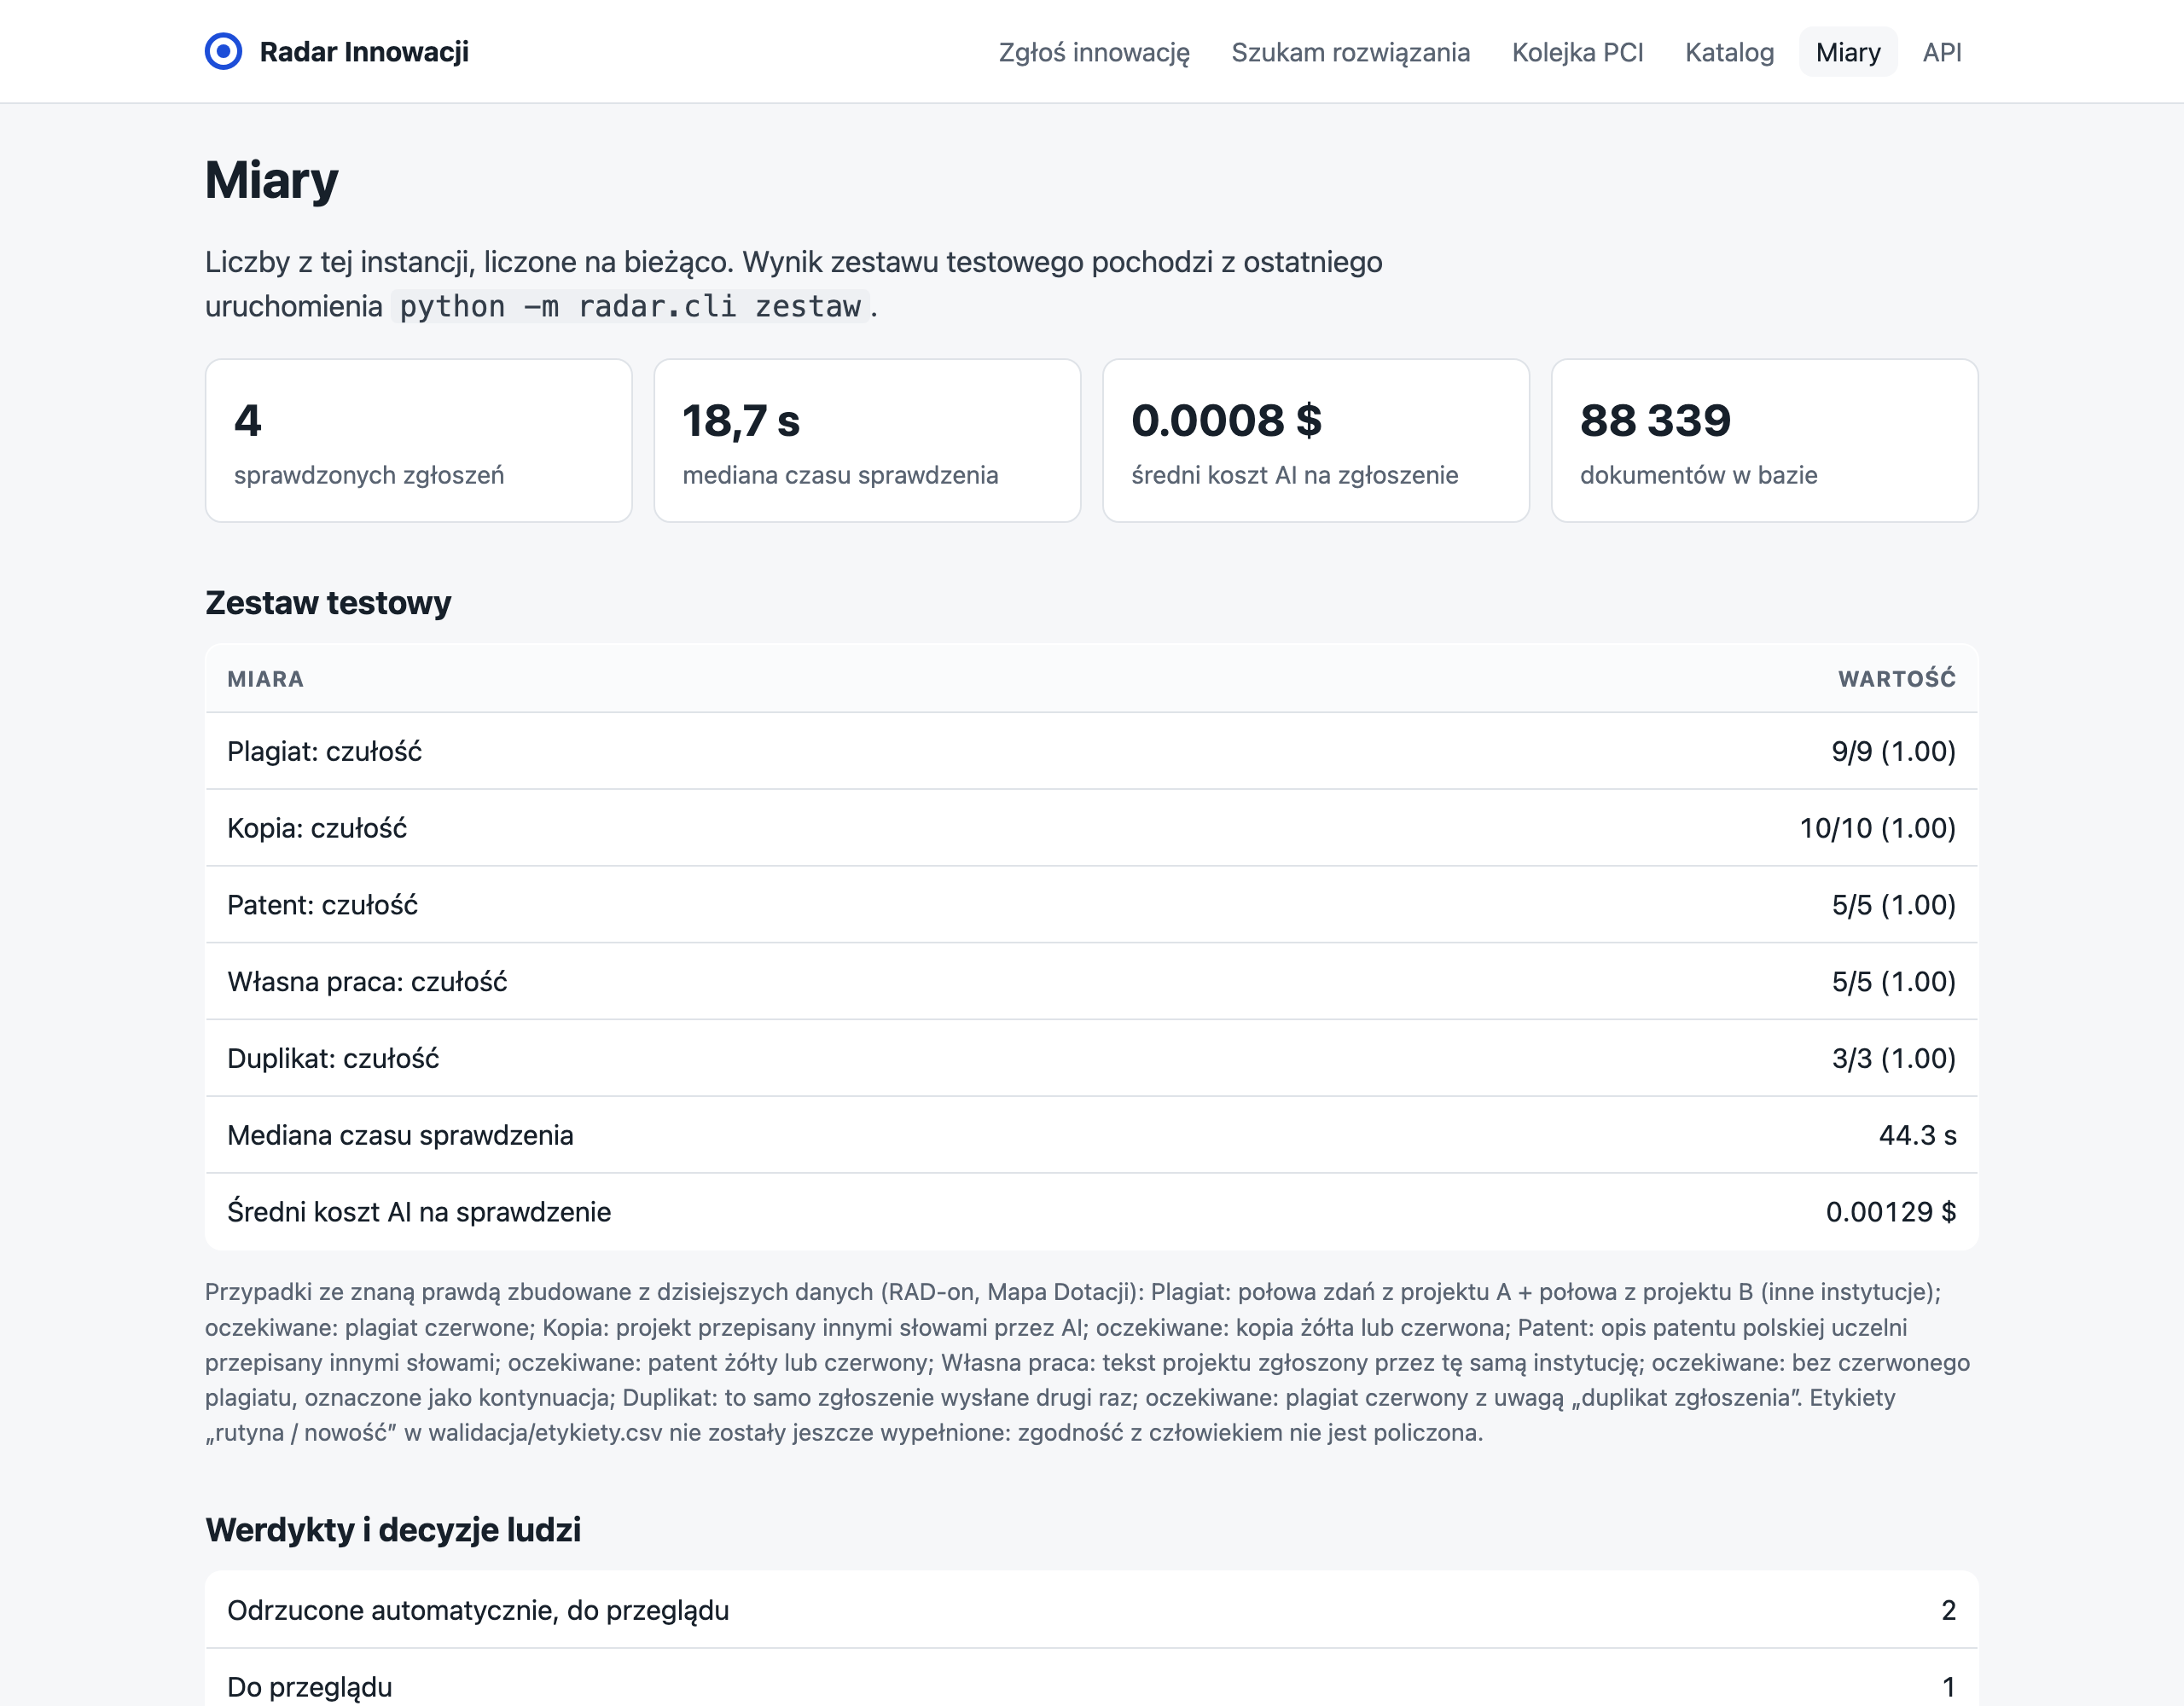 Radar Innowacji
Zgłoś innowację
Szukam rozwiązania
Kolejka PCI
Katalog
Miary
API
Miary
Liczby z tej instancji, liczone na bieżąco. Wynik zestawu testowego pochodzi z ostatniego
uruchomienia python -m radar.cli zestaw.
4
sprawdzonych zgłoszeń
18,7 s
mediana czasu sprawdzenia
0.0008 $
średni koszt AI na zgłoszenie
88 339
dokumentów w bazie
Zestaw testowy
MIARA WARTOŚĆ
Plagiat: czułość 9/9 (1.00)
Kopia: czułość 10/10 (1.00)
Patent: czułość 5/5 (1.00)
Własna praca: czułość 5/5 (1.00)
Duplikat: czułość 3/3 (1.00)
Mediana czasu sprawdzenia 44.3 s
Średni koszt AI na sprawdzenie 0.00129 $
Przypadki ze znaną prawdą zbudowane z dzisiejszych danych (RAD-on, Mapa Dotacji): Plagiat: połowa zdań z projektu A + połowa z projektu B (inne instytucje);
oczekiwane: plagiat czerwone; Kopia: projekt przepisany innymi słowami przez AI; oczekiwane: kopia żółta lub czerwona; Patent: opis patentu polskiej uczelni
przepisany innymi słowami; oczekiwane: patent żółty lub czerwony; Własna praca: tekst projektu zgłoszony przez tę samą instytucję; oczekiwane: bez czerwonego
plagiatu, oznaczone jako kontynuacja; Duplikat: to samo zgłoszenie wysłane drugi raz; oczekiwane: plagiat czerwony z uwagą „duplikat zgłoszenia”. Etykiety
„rutyna / nowość” w walidacja/etykiety.csv nie zostały jeszcze wypełnione: zgodność z człowiekiem nie jest policzona.
Werdykty i decyzje ludzi
Odrzucone automatycznie, do przeglądu 2
Do przeglądu 1